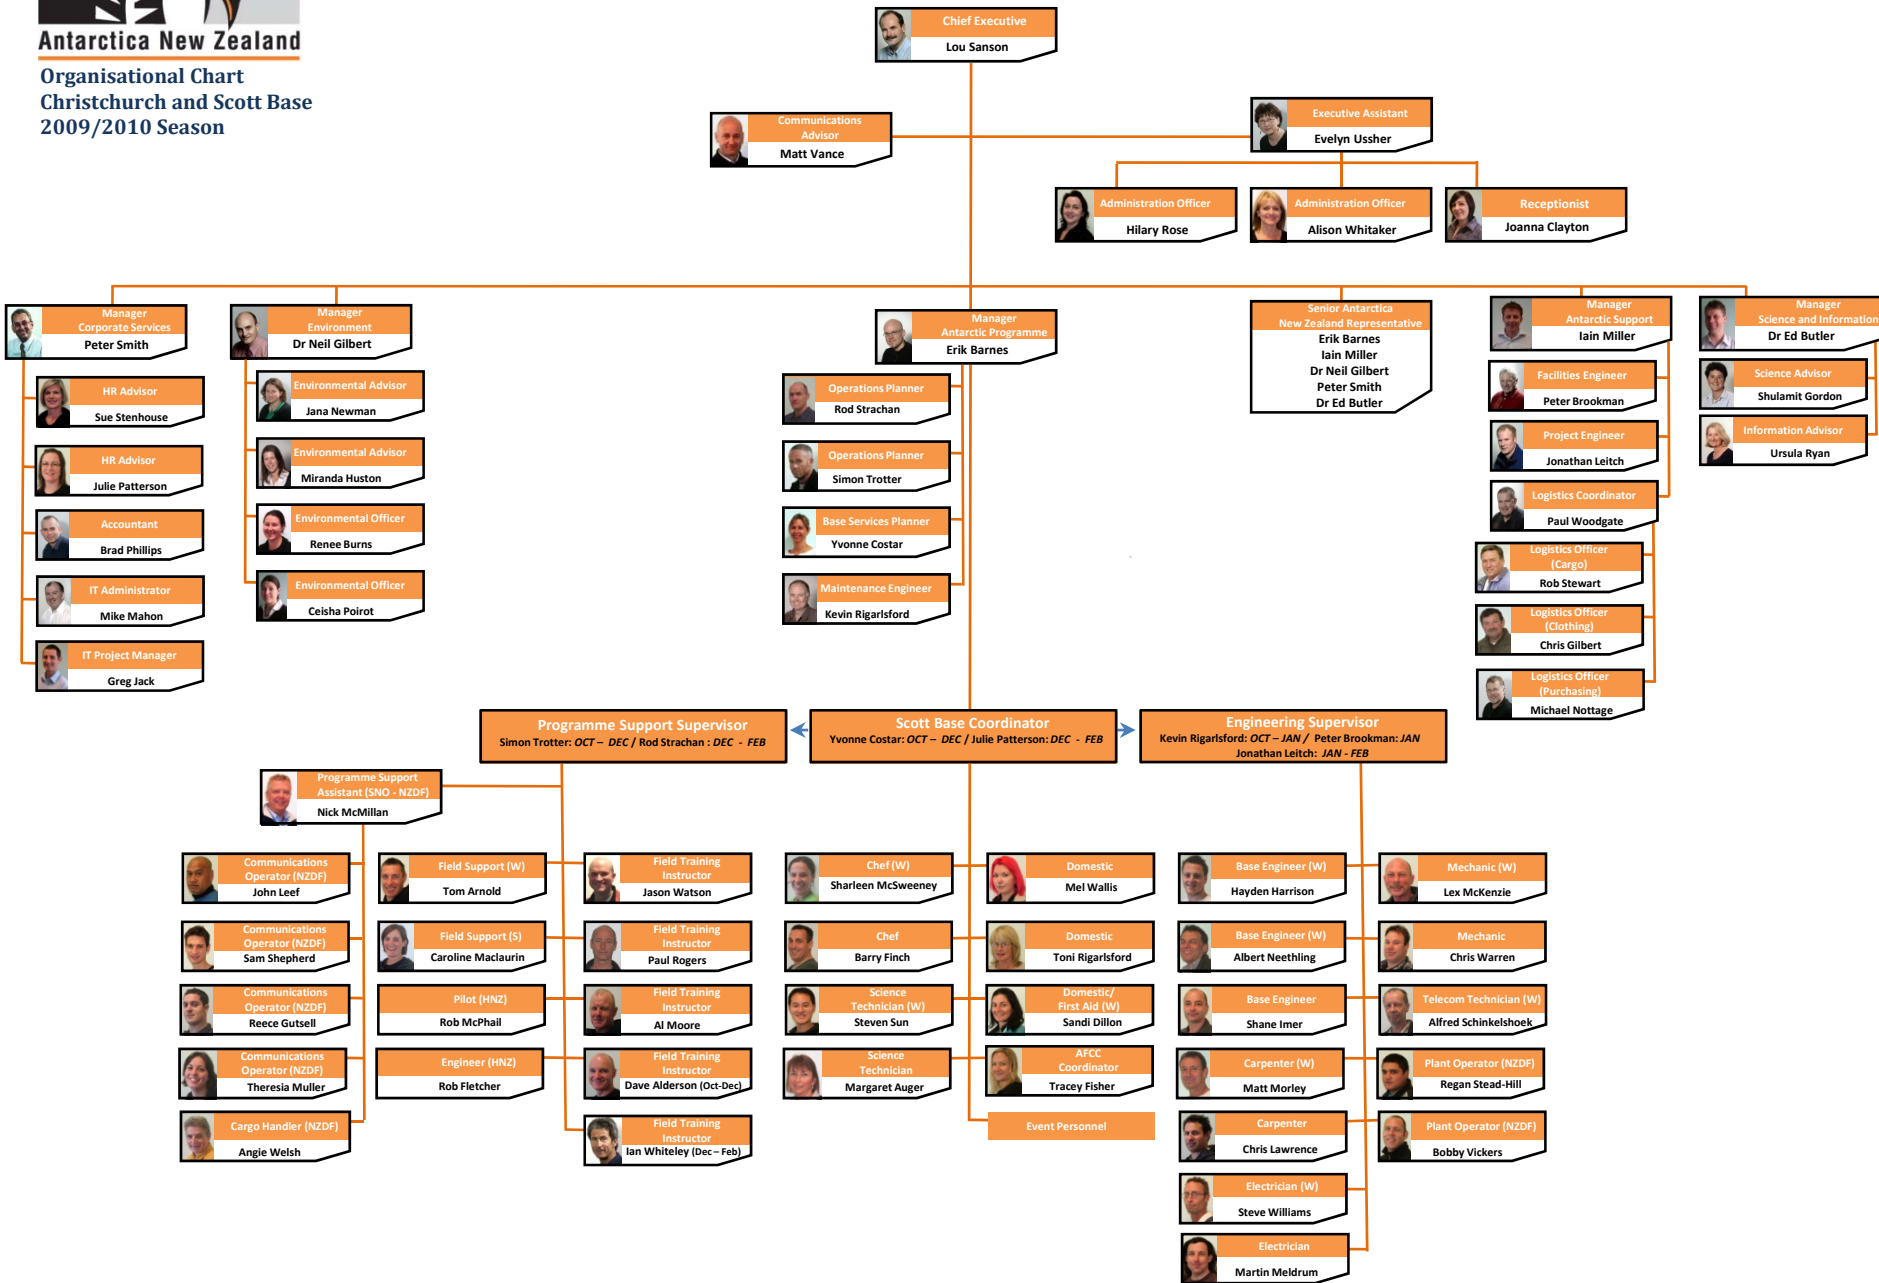 Antarctica New Zealand
Organisational Chart
Christchurch and Scott Base
2009/2010 Season
Chief Executive
Lou Sanson
Communications
Advisor
Matt Vance
Executive Assistant
Evelyn Ussher
Administration Officer
Hilary Rose
Administration Officer
Alison Whitaker
Receptionist
Joanna Clayton
Manager
Corporate Services
Peter Smith
HR Advisor
Sue Stenhouse
HR Advisor
Julie Patterson
Accountant
Brad Phillips
IT Administrator
Mike Mahon
IT Project Manager
Greg Jack
Manager
Environment
Dr Neil Gilbert
Environmental Advisor
Jana Newman
Environmental Advisor
Miranda Huston
Environmental Officer
Renee Burns
Environmental Officer
Ceisha Poirot
Manager
Antarctic Programme
Erik Barnes
Operations Planner
Rod Strachan
Operations Planner
Simon Trotter
Base Services Planner
Yvonne Costar
Maintenance Engineer
Kevin Rigarlsford
Senior Antarctica
New Zealand Representative
Erik Barnes
Iain Miller
Dr Neil Gilbert
Peter Smith
Dr Ed Butler
Manager
Antarctic Support
Iain Miller
Facilities Engineer
Peter Brookman
Project Engineer
Jonathan Leitch
Logistics Coordinator
Paul Woodgate
Logistics Officer
(Cargo)
Rob Stewart
Logistics Officer
(Clothing)
Chris Gilbert
Logistics Officer
(Purchasing)
Michael Nottage
Manager
Science and Information
Dr Ed Butler
Science Advisor
Shulamit Gordon
Information Advisor
Ursula Ryan
Programme Support Supervisor
Simon Trotter: OCT – DEC / Rod Strachan : DEC - FEB
Scott Base Coordinator
Yvonne Costar: OCT – DEC / Julie Patterson: DEC - FEB
Engineering Supervisor
Kevin Rigarlsford: OCT – JAN / Peter Brookman: JAN
Jonathan Leitch: JAN - FEB
Programme Support
Assistant (SNO - NZDF)
Nick McMillan
Communications
Operator (NZDF)
John Leef
Communications
Operator (NZDF)
Sam Shepherd
Communications
Operator (NZDF)
Reece Gutsell
Communications
Operator (NZDF)
Theresia Muller
Cargo Handler (NZDF)
Angie Welsh
Field Support (W)
Tom Arnold
Field Support (S)
Caroline Maclaurin
Pilot (HNZ)
Rob McPhail
Engineer (HNZ)
Rob Fletcher
Field Training
Instructor
Jason Watson
Field Training
Instructor
Paul Rogers
Field Training
Instructor
Al Moore
Field Training
Instructor
Dave Alderson (Oct-Dec)
Field Training
Instructor
Ian Whiteley (Dec – Feb)
Chef (W)
Sharleen McSweeney
Chef
Barry Finch
Science
Technician (W)
Steven Sun
Science
Technician
Margaret Auger
Domestic
Mel Wallis
Domestic
Toni Rigarlsford
Domestic/
First Aid (W)
Sandi Dillon
AFCC
Coordinator
Tracey Fisher
Event Personnel
Base Engineer (W)
Hayden Harrison
Base Engineer (W)
Albert Neethling
Base Engineer
Shane Imer
Carpenter (W)
Matt Morley
Carpenter
Chris Lawrence
Electrician (W)
Steve Williams
Electrician
Martin Meldrum
Mechanic (W)
Lex McKenzie
Mechanic
Chris Warren
Telecom Technician (W)
Alfred Schinkelshoek
Plant Operator (NZDF)
Regan Stead-Hill
Plant Operator (NZDF)
Bobby Vickers